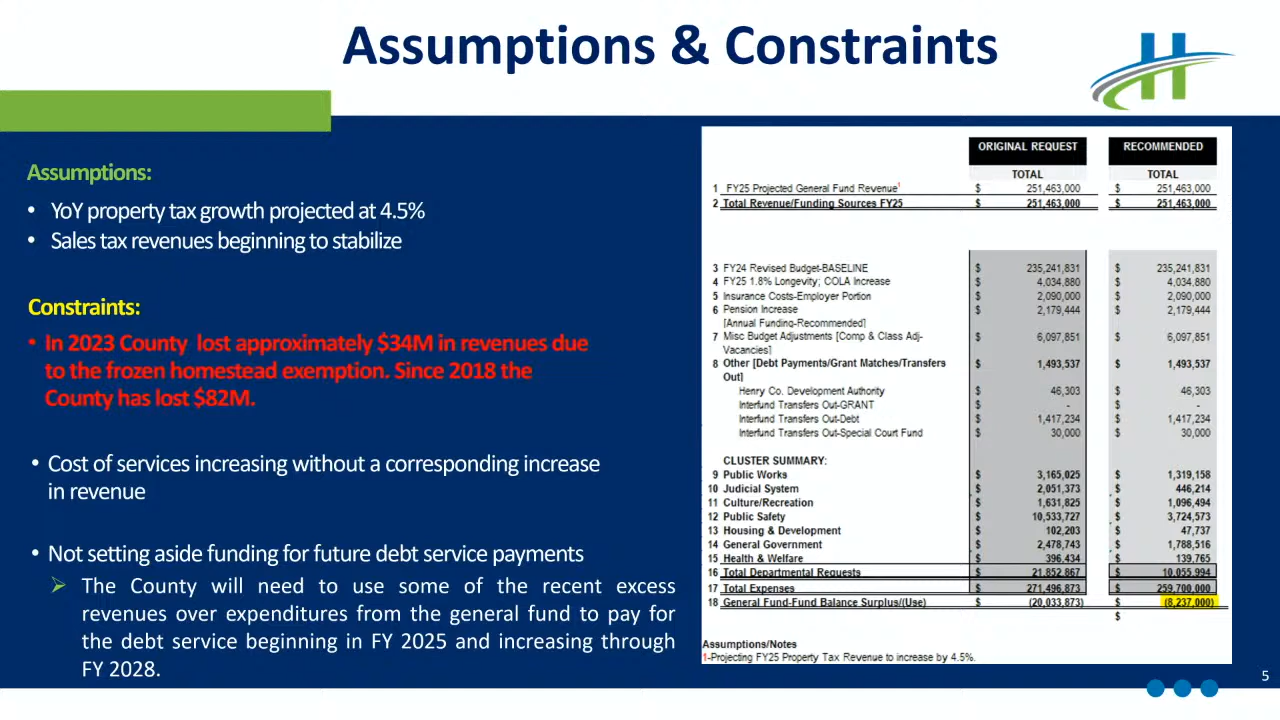 Assumptions & Constraints
Assumptions:
• YoY property tax growth projected at 4.5%
• Sales tax revenues beginning to stabilize
Constraints:
• In 2023 County lost approximately $34M in revenues due
to the frozen homestead exemption. Since 2018 the
County has lost $82M.
• Cost of services increasing without a corresponding increase
in revenue
• Not setting aside funding for future debt service payments
➢ The County will need to use some of the recent excess
revenues over expenditures from the general fund to pay for
the debt service beginning in FY 2025 and increasing through
FY 2028.
H
ORIGINAL REQUEST RECOMMENDED
TOTAL TOTAL
1 FY25 Projected General Fund Revenue1 $ 251,463,000 $ 251,463,000
2 Total Revenue/Funding Sources FY25 $ 251,463,000 $ 251,463,000
3 FY24 Revised Budget-BASELINE $ 235,241,831 $ 235,241,831
4 FY25 1.8% Longevity; COLA Increase $ 4,034,880 $ 4,034,880
5 Insurance Costs-Employer Portion $ 2,090,000 $ 2,090,000
6 Pension Increase $ 2,179,444 $ 2,179,444
[Annual Funding-Recommended]
7 Misc Budget Adjustments [Comp & Class Adj- $ 6,097,851 $ 6,097,851
Vacancies]
8 Other [Debt Payments/Grant Matches/Transfers $ 1,493,537 $ 1,493,537
Out]
Henry Co. Development Authority $ 46,303 $ 46,303
Interfund Transfers Out-GRANT $ - $ -
Interfund Transfers Out-Debt $ 1,417,234 $ 1,417,234
Interfund Transfers Out-Special Court Fund $ 30,000 $ 30,000
CLUSTER SUMMARY:
9 Public Works $ 3,165,025 $ 1,319,158
10 Judicial System $ 2,051,373 $ 446,214
11 Culture/Recreation $ 1,631,825 $ 1,096,494
12 Public Safety $ 10,533,727 $ 3,724,573
13 Housing & Development $ 102,203 $ 47,737
14 General Government $ 2,478,743 $ 1,788,516
15 Health & Welfare $ 396,434 $ 139,765
16 Total Departmental Requests $ 21,852,867 $ 10,055,994
17 Total Expenses $ 271,496,873 $ 259,700,000
18 General Fund-Fund Balance Surplus/(Use) $ (20,033,873) $ (8,237,000)
$
Assumptions/Notes
1-Projecting FY25 Property Tax Revenue to increase by 4.5%.
5